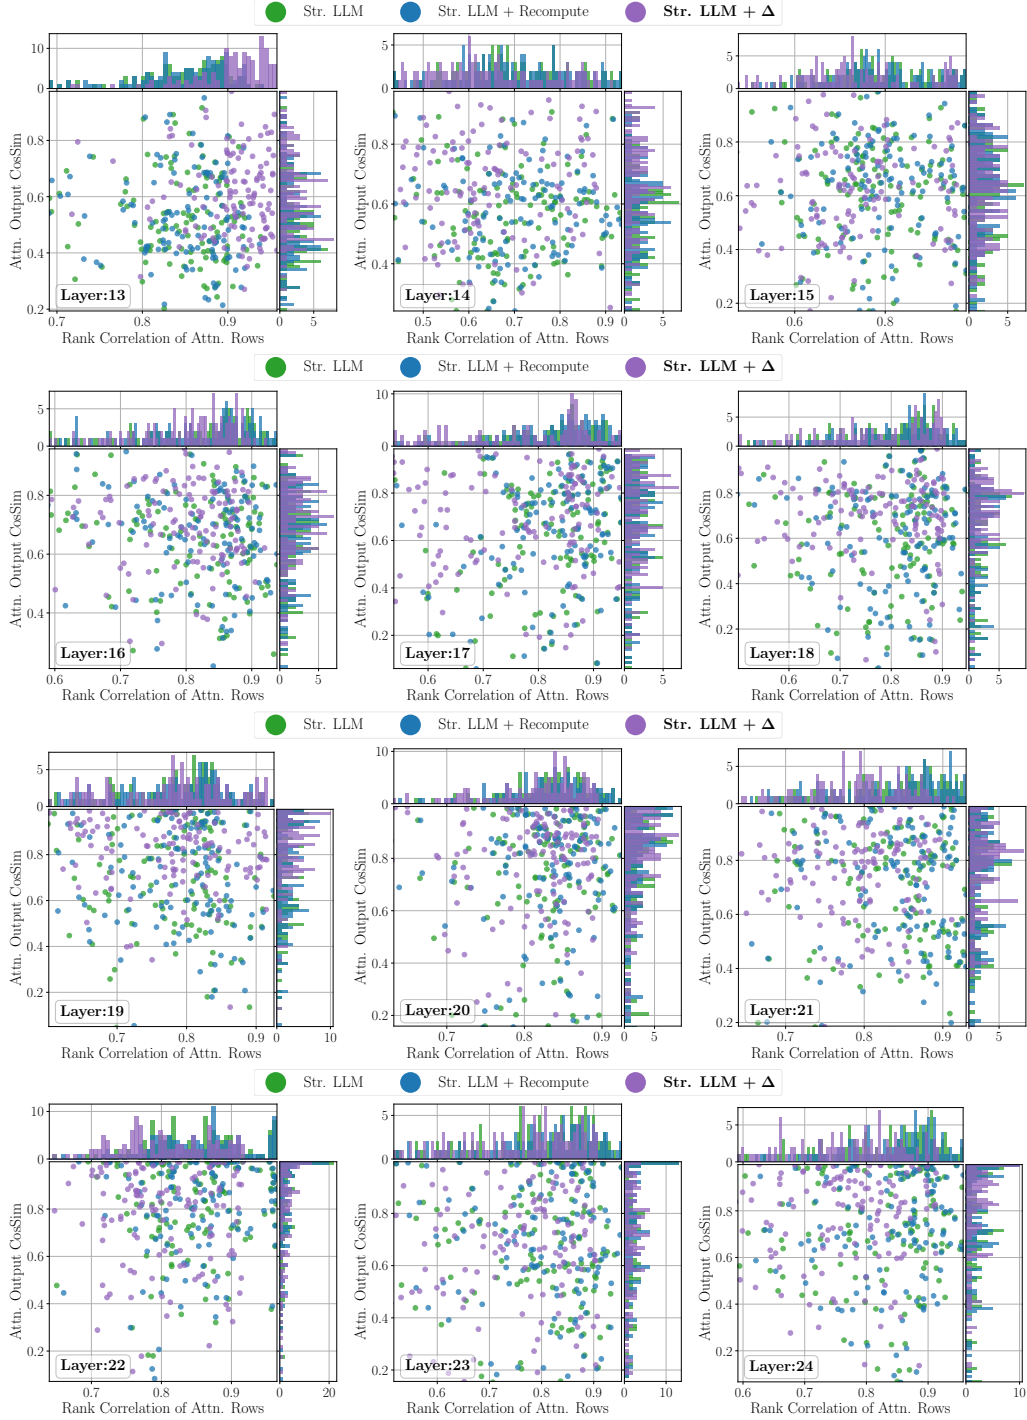 Str. LLM Str. LLM + Recompute Str. LLM + Δ
10
5
0
5
0
5
0
Attn. Output CosSim
0.8
0.6
0.4
0.2
Layer:13
0.7 0.8 0.9 0 5
Rank Correlation of Attn. Rows
Attn. Output CosSim
0.8
0.6
0.4
Layer:14
0.5 0.6 0.7 0.8 0.9 0 5
Rank Correlation of Attn. Rows
Attn. Output CosSim
0.8
0.6
0.4
0.2
Layer:15
0.6 0.8 0 5
Rank Correlation of Attn. Rows
Str. LLM Str. LLM + Recompute Str. LLM + Δ
5
0
10
0
5
0
Attn. Output CosSim
0.8
0.6
0.4
Layer:16
0.6 0.7 0.8 0.9 0 5
Rank Correlation of Attn. Rows
Attn. Output CosSim
0.8
0.6
0.4
0.2
Layer:17
0.6 0.7 0.8 0.9 0 5
Rank Correlation of Attn. Rows
Attn. Output CosSim
0.8
0.6
0.4
0.2
Layer:18
0.6 0.7 0.8 0.9 0 5
Rank Correlation of Attn. Rows
Str. LLM Str. LLM + Recompute Str. LLM + Δ
5
0
10
5
0
5
0
Attn. Output CosSim
0.8
0.6
0.4
0.2
Layer:19
0.7 0.8 0.9 0 10
Rank Correlation of Attn. Rows
Attn. Output CosSim
0.8
0.6
0.4
0.2
Layer:20
0.7 0.8 0.9 0 5
Rank Correlation of Attn. Rows
Attn. Output CosSim
0.8
0.6
0.4
0.2
Layer:21
0.7 0.8 0.9 0 5
Rank Correlation of Attn. Rows
Str. LLM Str. LLM + Recompute Str. LLM + Δ
10
5
0
5
0
5
0
Attn. Output CosSim
0.8
0.6
0.4
0.2
Layer:22
0.7 0.8 0.9 0 20
Rank Correlation of Attn. Rows
Attn. Output CosSim
0.8
0.6
0.4
0.2
Layer:23
0.6 0.7 0.8 0.9 0 10
Rank Correlation of Attn. Rows
Attn. Output CosSim
0.8
0.6
0.4
0.2
Layer:24
0.6 0.7 0.8 0.9 0 10
Rank Correlation of Attn. Rows